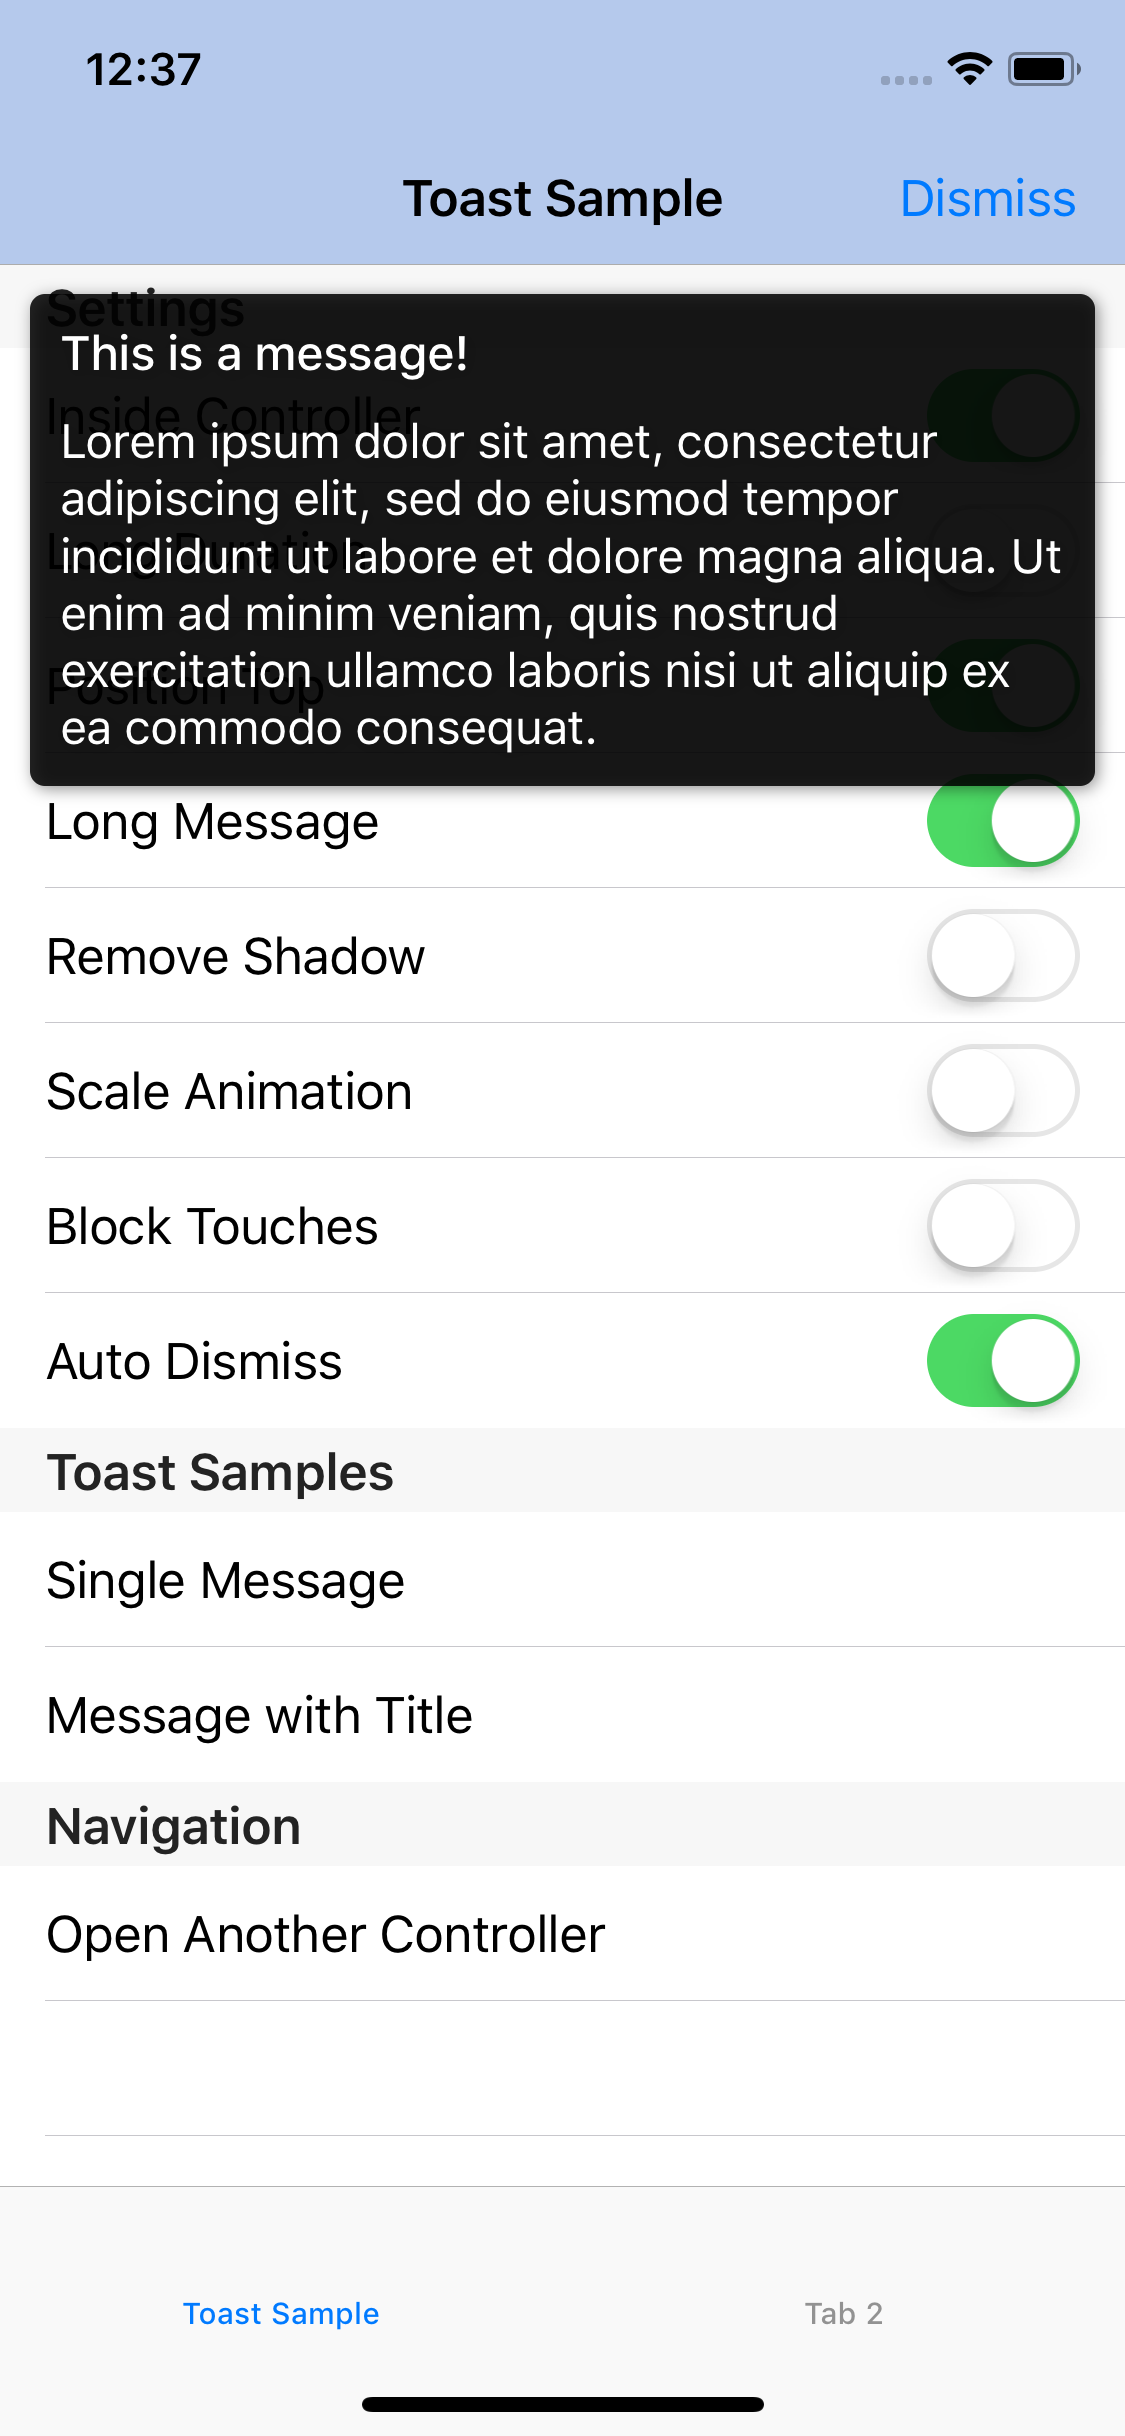 12:37
Toast Sample
Dismiss
Settings
This is a message!
Inside Controller
Lorem ipsum dolor sit amet, consectetur
adipiscing elit, sed do eiusmod tempor
Long Duration
incididunt ut labore et dolore magna aliqua. Ut
enim ad minim veniam, quis nostrud
Position Top
exercitation ullamco laboris nisi ut aliquip ex
ea commodo consequat.
Long Message
Remove Shadow
Scale Animation
Block Touches
Auto Dismiss
Toast Samples
Single Message
Message with Title
Navigation
Open Another Controller
Toast Sample
Tab 2